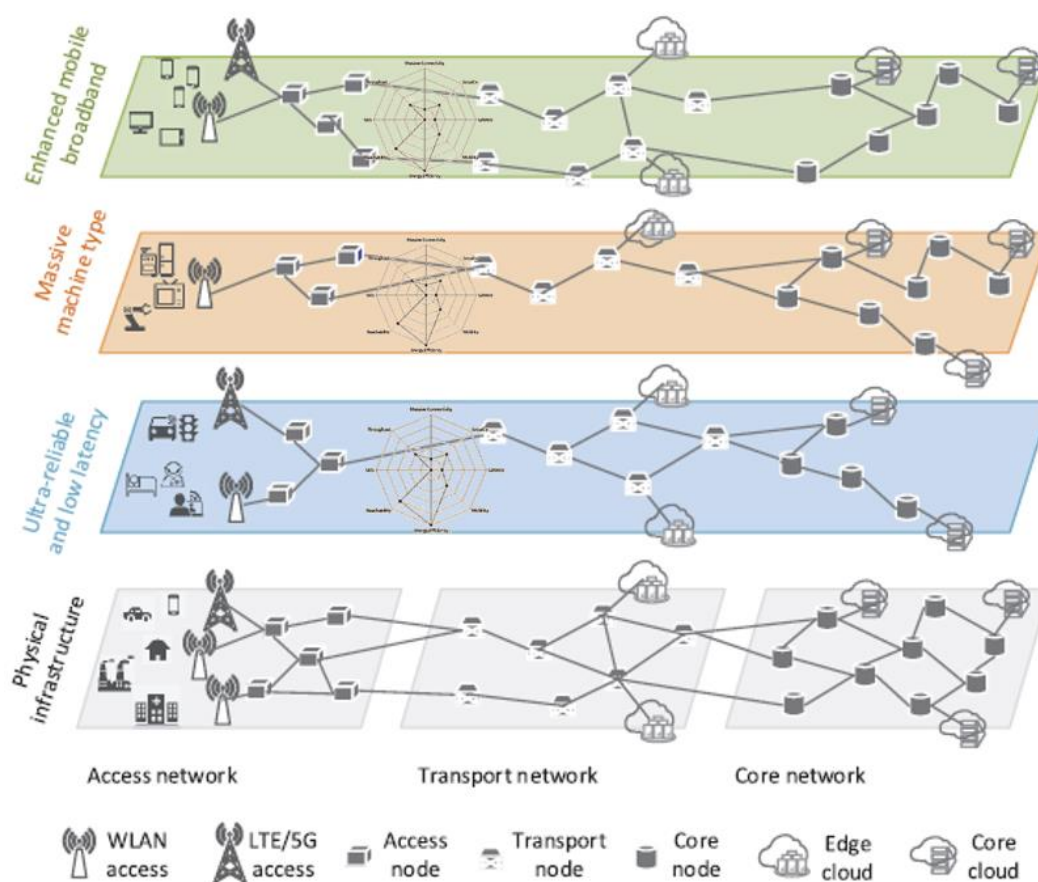 Enhanced mobile
broadband
Massive
machine type
Ultra-reliable
and low latency
Physical
infrastructure
Access network
Transport network
Core network
WLAN
access
LTE/5G
access
Access
node
Transport
node
Core
node
Edge
cloud
Core
cloud